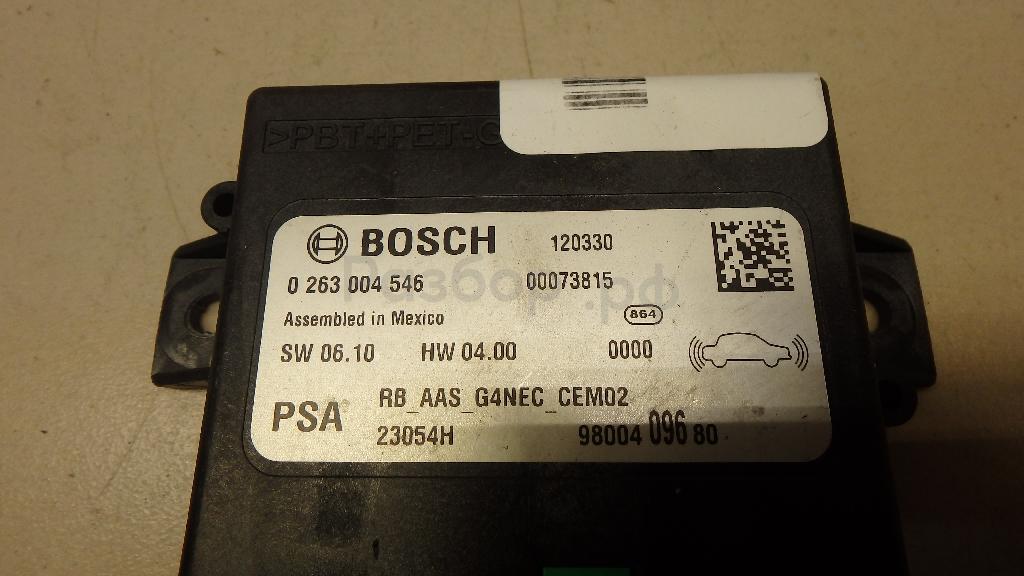 >PBT+PET-G
BOSCH 120330
0 263 004 546 00073815
Разбор.рф
Assembled in Mexico 864
SW 06.10 HW 04.00 0000
RB_AAS_G4NEC_CEM02
PSA
23054H 98004 096 80